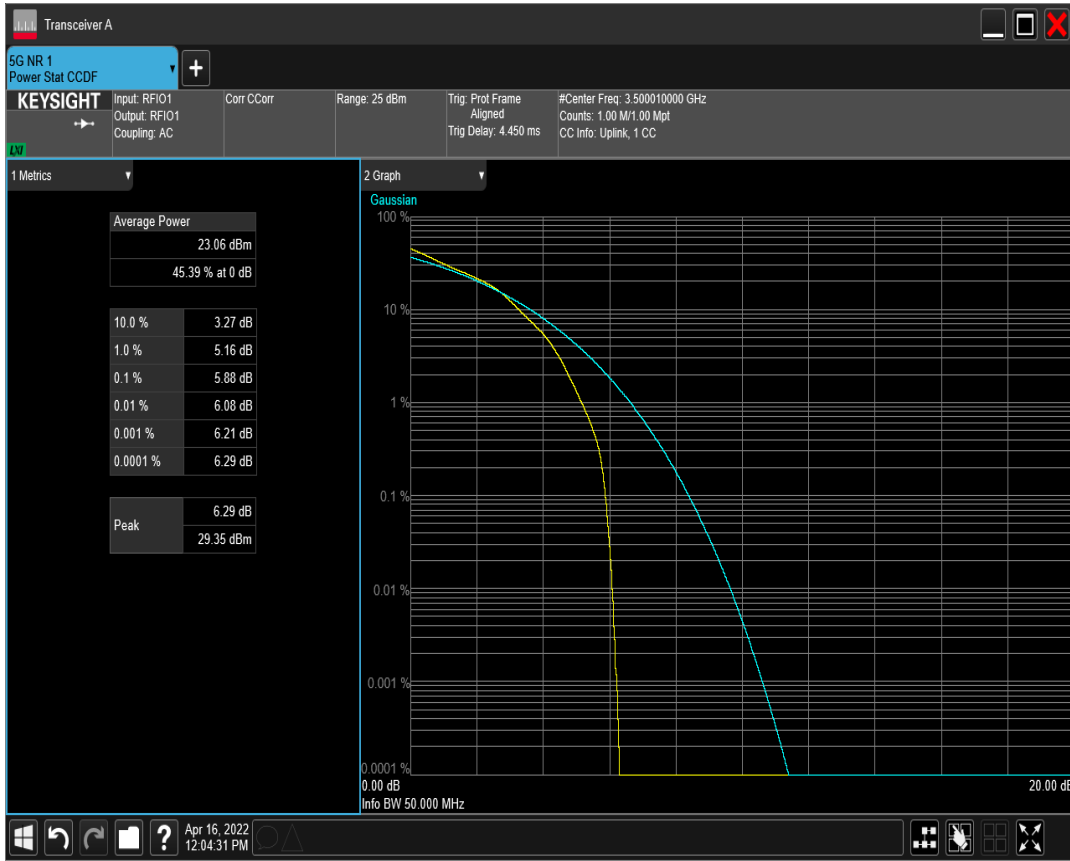 Transceiver A
5G NR 1
Power Stat CCDF
KEYSIGHT
LXI
Input: RFIO1
Output: RFIO1
Coupling: AC
Corr CCorr
Range: 25 dBm
Trig: Prot Frame
Aligned
Trig Delay: 4.450 ms
#Center Freq: 3.500010000 GHz
Counts: 1.00 M/1.00 Mpt
CC Info: Uplink, 1 CC
1 Metrics
Average Power
23.06 dBm
45.39 % at 0 dB
10.0 % 3.27 dB
1.0 % 5.16 dB
0.1 % 5.88 dB
0.01 % 6.08 dB
0.001 % 6.21 dB
0.0001 % 6.29 dB
Peak
6.29 dB
29.35 dBm
2 Graph
Gaussian
100 %
10 %
1 %
0.1 %
0.01 %
0.001 %
0.0001 %
0.00 dB 20.00 dB
Info BW 50.000 MHz
? Apr 16, 2022
12:04:31 PM